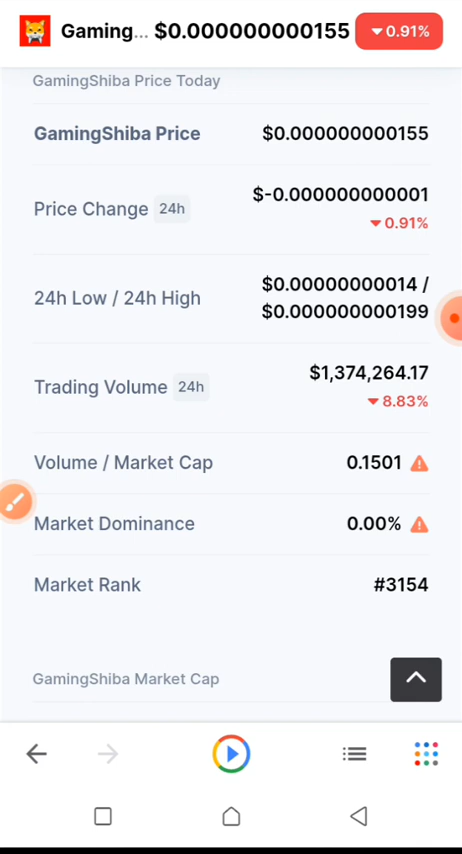 Gaming... $0.000000000155 0.91%
GamingShiba Price Today
GamingShiba Price $0.000000000155
$-0.000000000001
Price Change 24h
0.91%
$0.00000000014 /
24h Low / 24h High
$0.000000000199
$1,374,264.17
Trading Volume 24h
8.83%
Volume / Market Cap 0.1501
Market Dominance 0.00%
Market Rank #3154
GamingShiba Market Cap